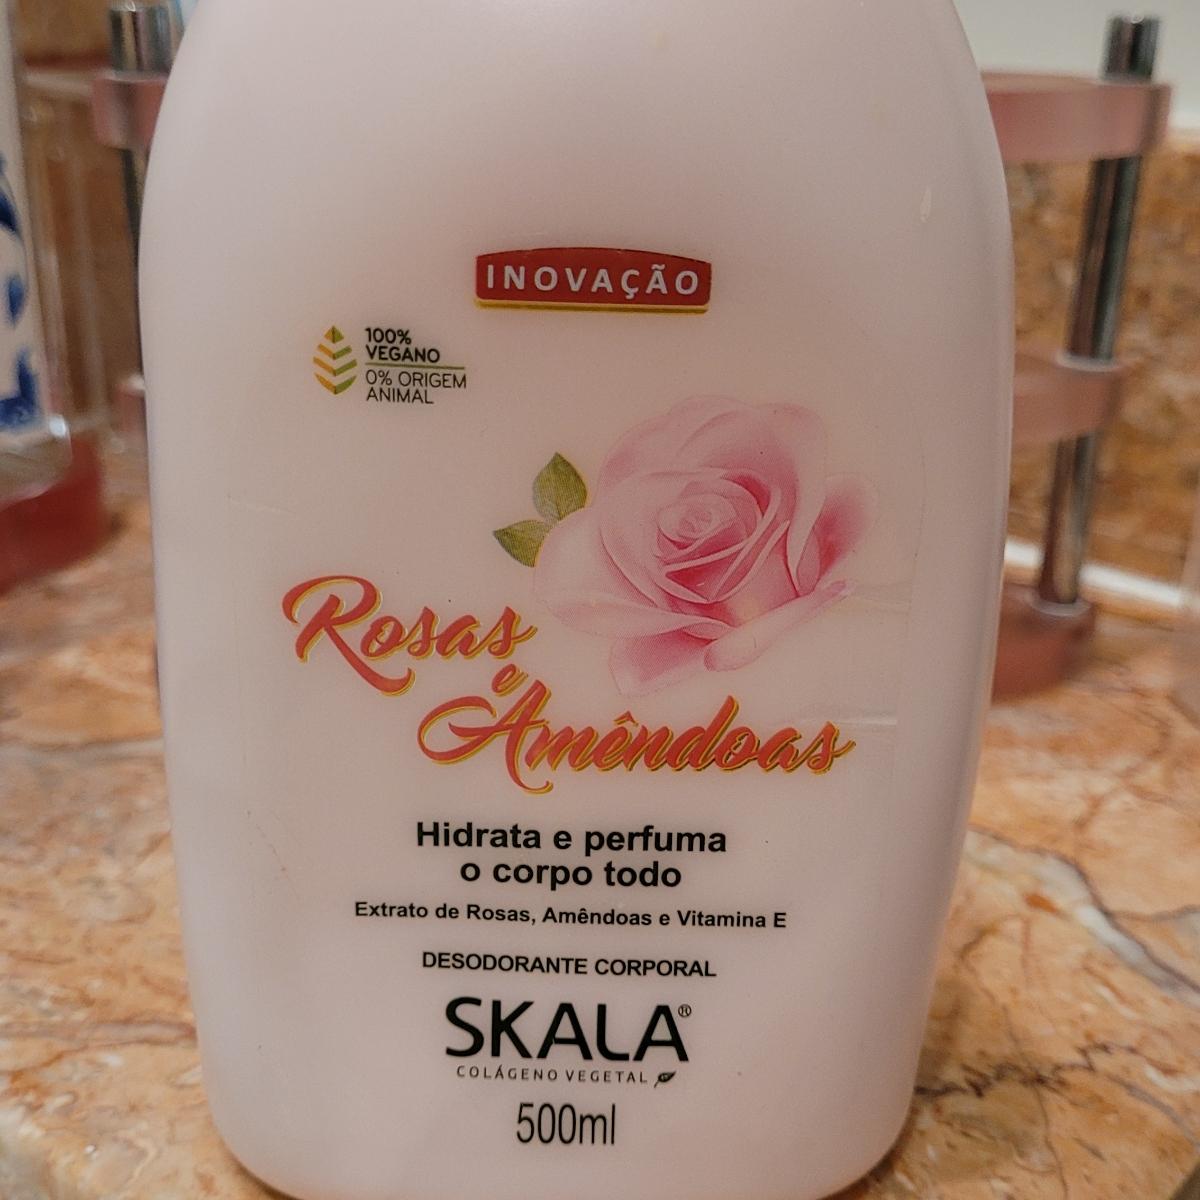 INOVAÇÃO
100%
VEGANO
0% ORIGEM
ANIMAL
Rosas
e
Amêndoas
Hidrata e perfuma
o corpo todo
Extrato de Rosas, Amêndoas e Vitamina E
DESODORANTE CORPORAL
SKALA®
COLÁGENO VEGETAL
500ml